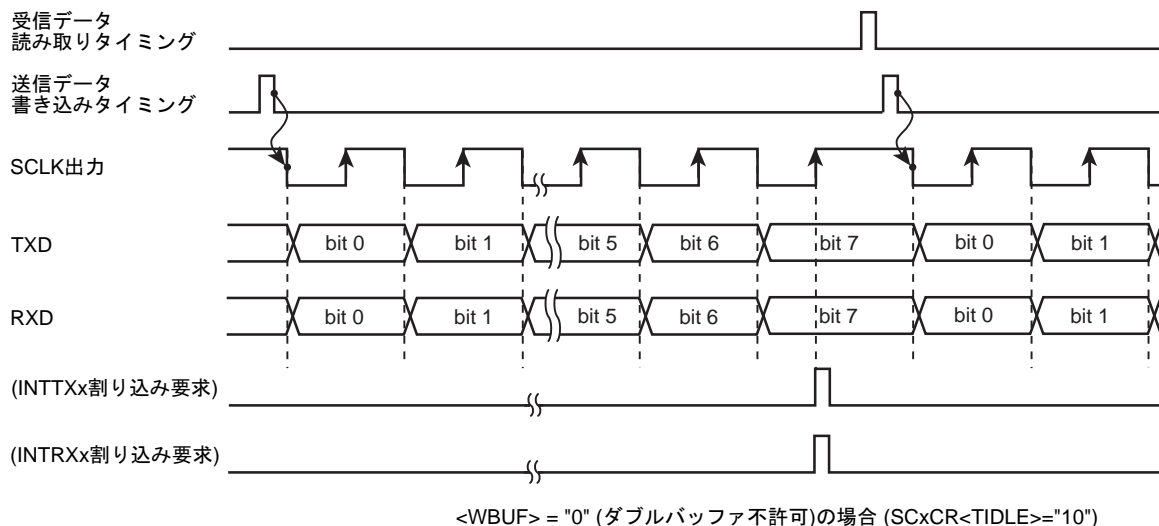 受信データ
読み取りタイミング
送信データ
書き込みタイミング
SCLK出力
TXD
bit 0 bit 1 bit 5 bit 6 bit 7 bit 0 bit 1
RXD
bit 0 bit 1 bit 5 bit 6 bit 7 bit 0 bit 1
(INTTXx割り込み要求)
(INTRXx割り込み要求)
<WBUF> = "0" (ダブルバッファ不許可)の場合 (SCxCR<TIDLE>="10")